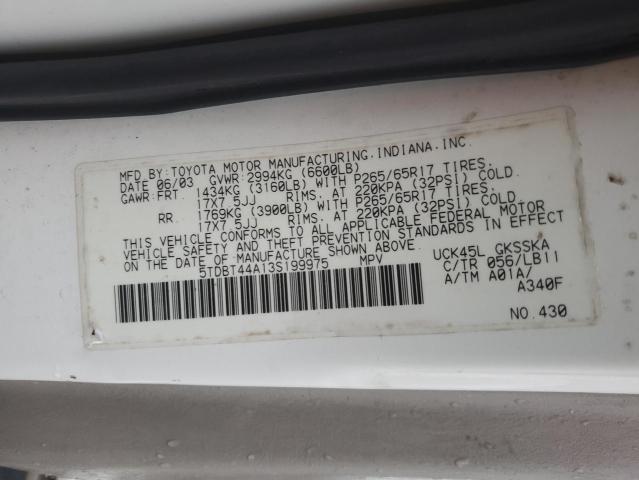 MFD.BY:TOYOTA MOTOR MANUFACTURING.INDIANA.INC.
DATE 06/03 GVWR:2994KG (6600LB)
GAWR:FRT. 1434KG (3160LB) WITH P265/65R17 TIRES,
17X7.5JJ RIMS. AT 220KPA (32PSI) COLD.
RR. 1769KG (3900LB) WITH P265/65R17 TIRES,
17X7.5JJ RIMS. AT 220KPA (32PSI) COLD.
THIS VEHICLE CONFORMS TO ALL APPLICABLE FEDERAL MOTOR
VEHICLE SAFETY AND THEFT PREVENTION STANDARDS IN EFFECT
ON THE DATE OF MANUFACTURE SHOWN ABOVE.
5TDBT44A13S199975 MPV
UCK45L GKSSKA
C/TR 056/LB11
A/TM A01A/
A340F
NO.430